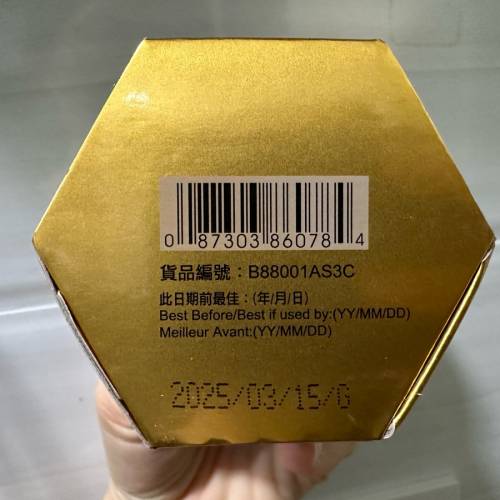 0 87303 86078 4
貨品編號：B88001AS3C
此日期前最佳：(年/月/日)
Best Before/Best if used by:(YY/MM/DD)
Meilleur Avant:(YY/MM/DD)
2025/03/15/G